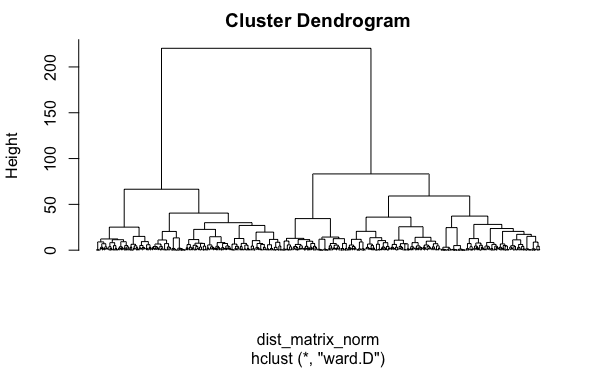 Cluster Dendrogram
Height
200
150
100
50
0
dist_matrix_norm
hclust (*, "ward.D")